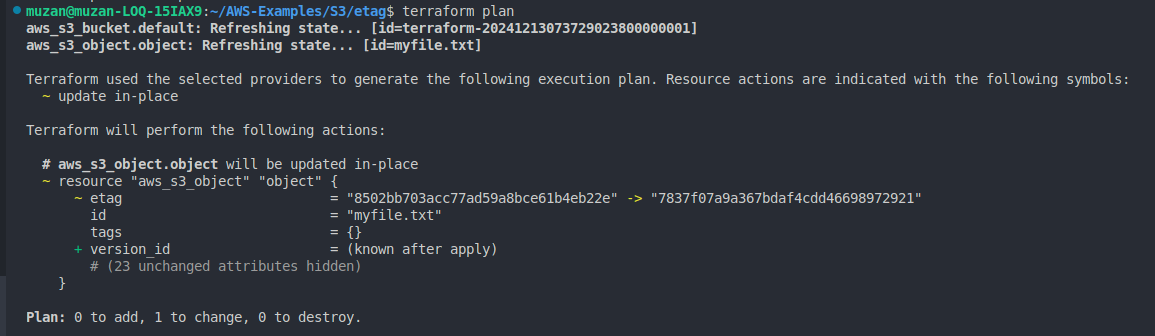 muzan@muzan-LOQ-15IAX9:~/AWS-Examples/S3/etag$ terraform plan
aws_s3_bucket.default: Refreshing state... [id=terraform-20241213073729023800000001]
aws_s3_object.object: Refreshing state... [id=myfile.txt]
Terraform used the selected providers to generate the following execution plan. Resource actions are indicated with the following symbols:
~ update in-place
Terraform will perform the following actions:
# aws_s3_object.object will be updated in-place
~ resource "aws_s3_object" "object" {
~ etag = "8502bb703acc77ad59a8bce61b4eb22e" -> "7837f07a9a367bdaf4cdd46698972921"
id = "myfile.txt"
tags = {}
+ version_id = (known after apply)
# (23 unchanged attributes hidden)
}
Plan: 0 to add, 1 to change, 0 to destroy.